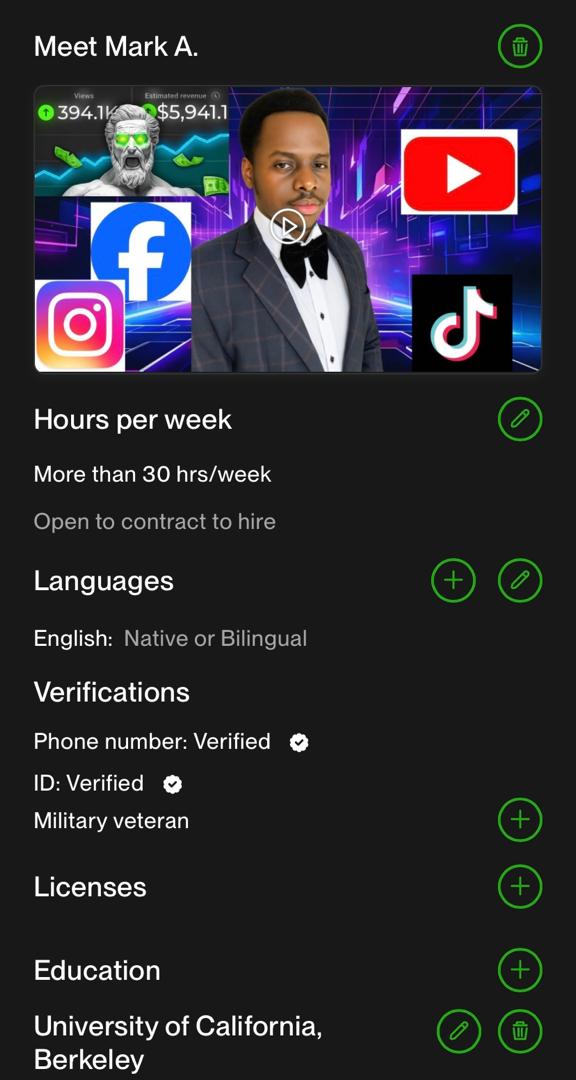 Meet Mark A.
Views
Estimated revenue
394.1K
$5,941.1
Hours per week
More than 30 hrs/week
Open to contract to hire
Languages
English: Native or Bilingual
Verifications
Phone number: Verified
ID: Verified
Military veteran
Licenses
Education
University of California,
Berkeley